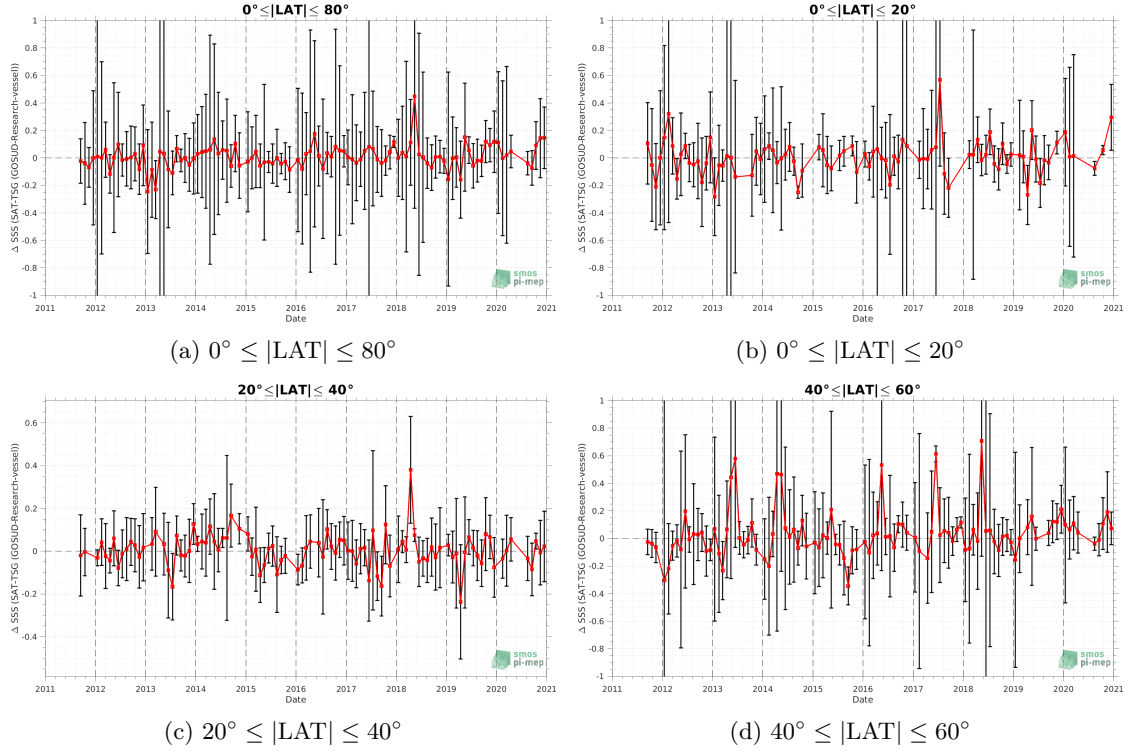 0°≤|LAT|≤ 80°
1
0.8
0.6
0.4
0.2
0
-0.2
-0.4
-0.6
-0.8
-1
Δ SSS (SAT-TSG (GOSUD-Research-vessel))
2011 2012 2013 2014 2015 2016 2017 2018 2019 2020 2021
Date
smos
pi-mep
(a) 0° ≤ |LAT| ≤ 80°
0°≤|LAT|≤ 20°
1
0.8
0.6
0.4
0.2
0
-0.2
-0.4
-0.6
-0.8
-1
Δ SSS (SAT-TSG (GOSUD-Research-vessel))
2011 2012 2013 2014 2015 2016 2017 2018 2019 2020 2021
Date
smos
pi-mep
(b) 0° ≤ |LAT| ≤ 20°
20°≤|LAT|≤ 40°
0.6
0.4
0.2
0
-0.2
-0.4
Δ SSS (SAT-TSG (GOSUD-Research-vessel))
2011 2012 2013 2014 2015 2016 2017 2018 2019 2020 2021
Date
smos
pi-mep
(c) 20° ≤ |LAT| ≤ 40°
40°≤|LAT|≤ 60°
1
0.8
0.6
0.4
0.2
0
-0.2
-0.4
-0.6
-0.8
-1
Δ SSS (SAT-TSG (GOSUD-Research-vessel))
2011 2012 2013 2014 2015 2016 2017 2018 2019 2020 2021
Date
smos
pi-mep
(d) 40° ≤ |LAT| ≤ 60°